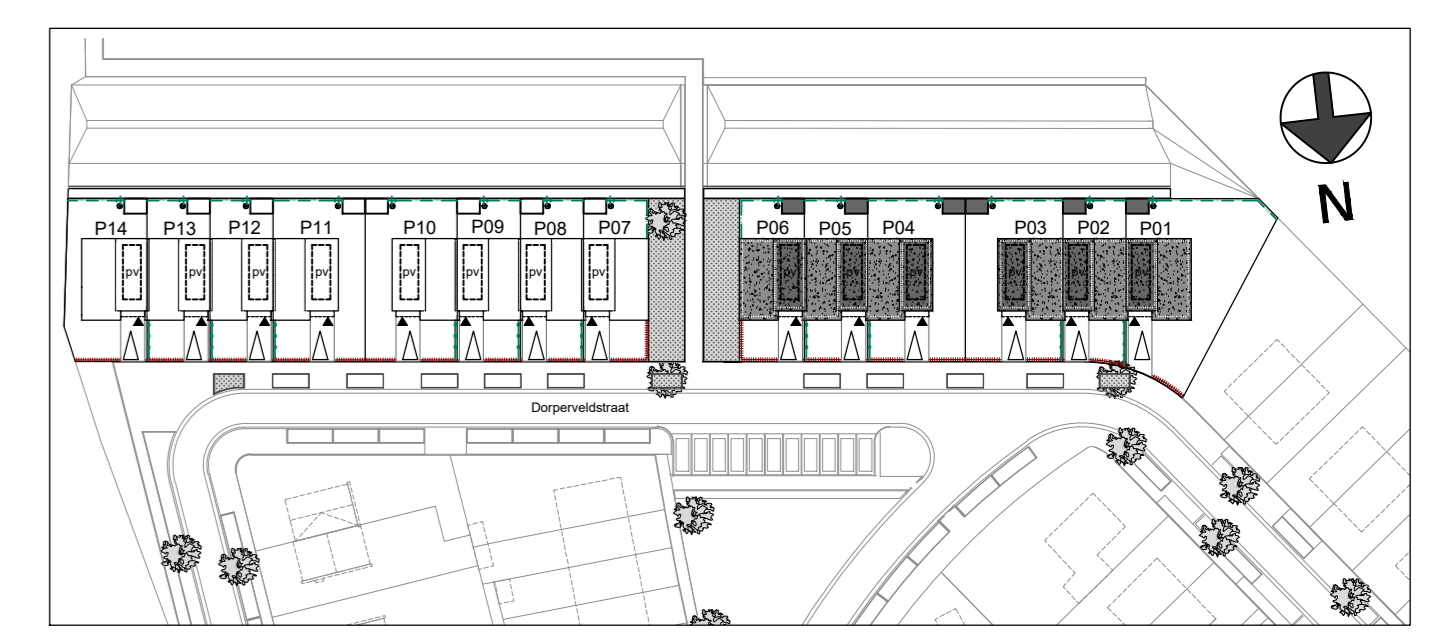 N
P14 P13 P12 P11 P10 P09 P08 P07 P06 P05 P04 P03 P02 P01
pv pv pv pv pv pv pv pv pv pv pv pv pv pv
Dorperveldstraat